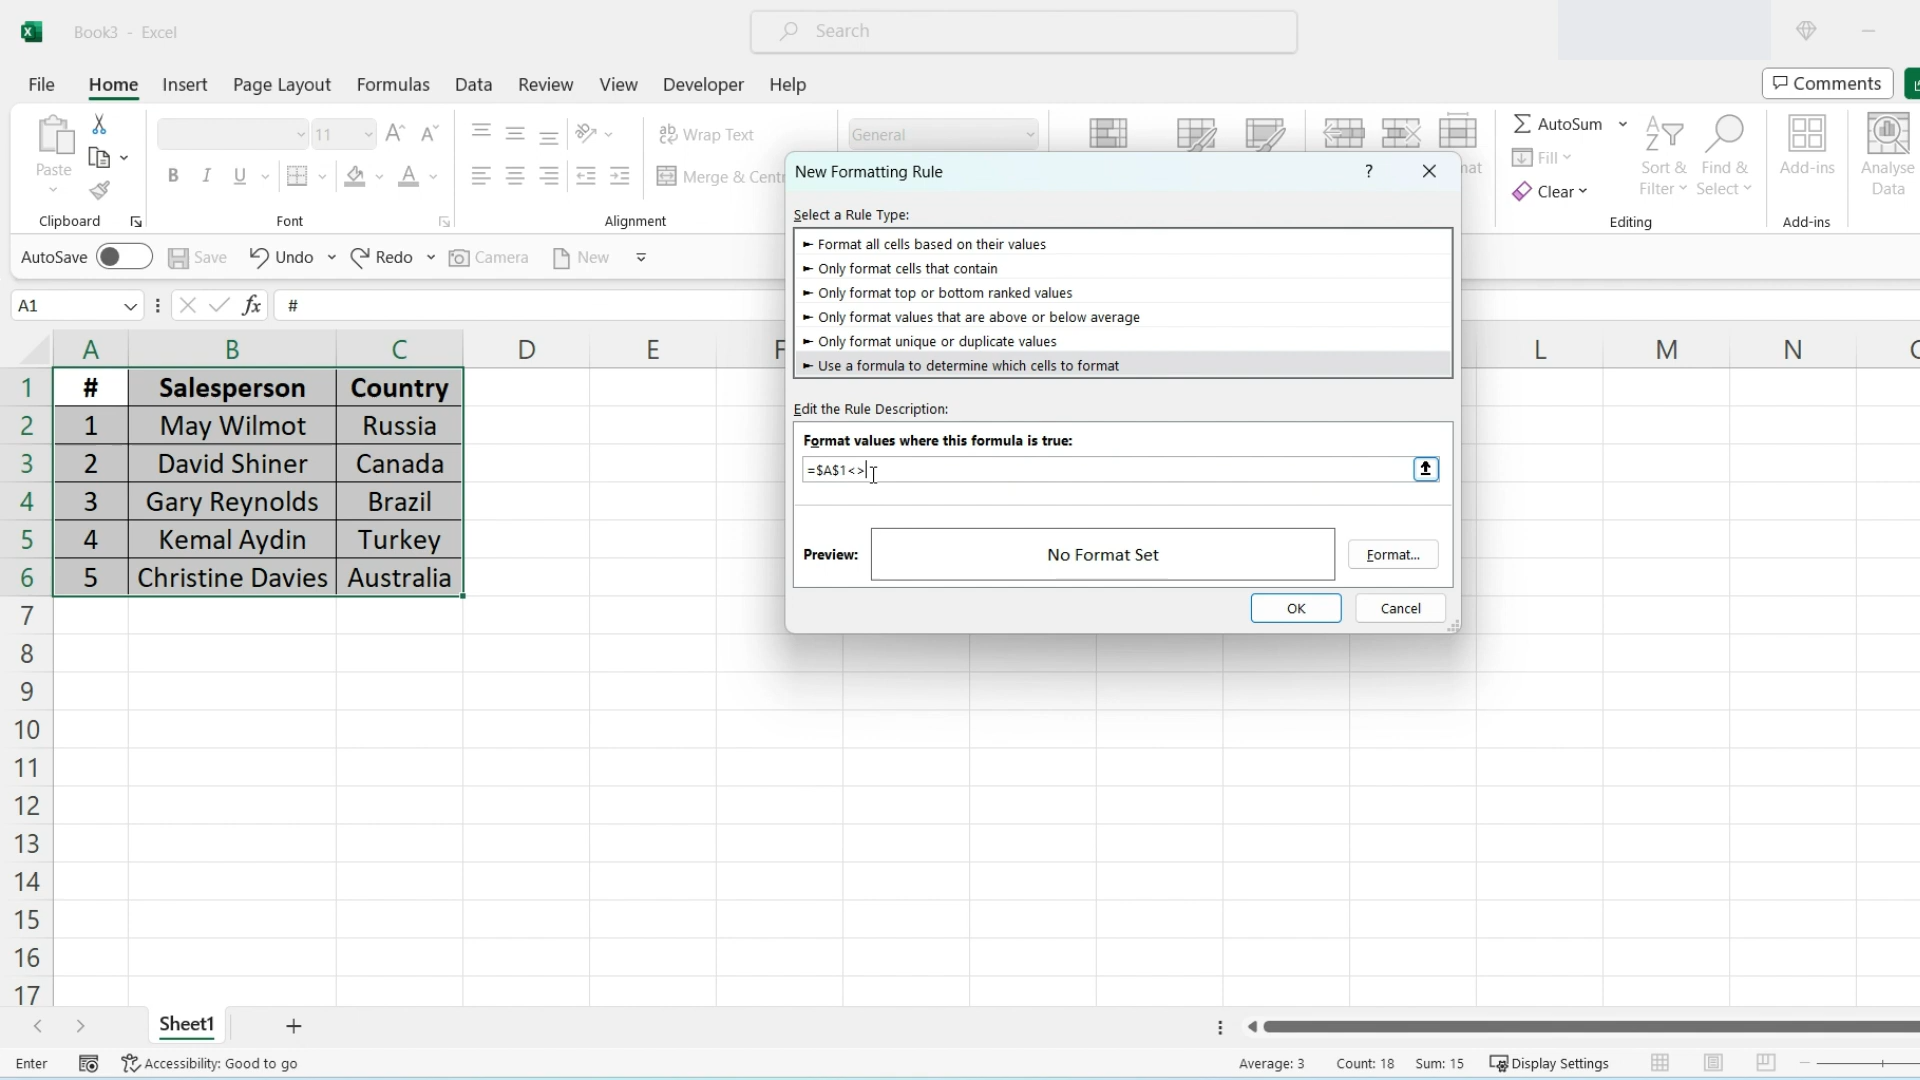 Book3 - Excel
Search
File Home Insert Page Layout Formulas Data Review View Developer Help
Comments
Paste
11
Wrap Text
General
AutoSum
B I U
Merge & Centr
mat
Fill
Clear
Sort & Filter
Find & Select
Add-ins
Analyse Data
Clipboard Font Alignment Editing Add-ins
AutoSave Save Undo Redo Camera New
A1 fx #
New Formatting Rule ?
Select a Rule Type:
► Format all cells based on their values
► Only format cells that contain
► Only format top or bottom ranked values
► Only format values that are above or below average
► Only format unique or duplicate values
► Use a formula to determine which cells to format
Edit the Rule Description:
Format values where this formula is true:
=$A$1<>
Preview: No Format Set Format...
OK Cancel
A B C D E F L M N
1 # Salesperson Country
2 1 May Wilmot Russia
3 2 David Shiner Canada
4 3 Gary Reynolds Brazil
5 4 Kemal Aydin Turkey
6 5 Christine Davies Australia
7
8
9
10
11
12
13
14
15
16
17
Sheet1 +
Enter Accessibility: Good to go Average: 3 Count: 18 Sum: 15 Display Settings